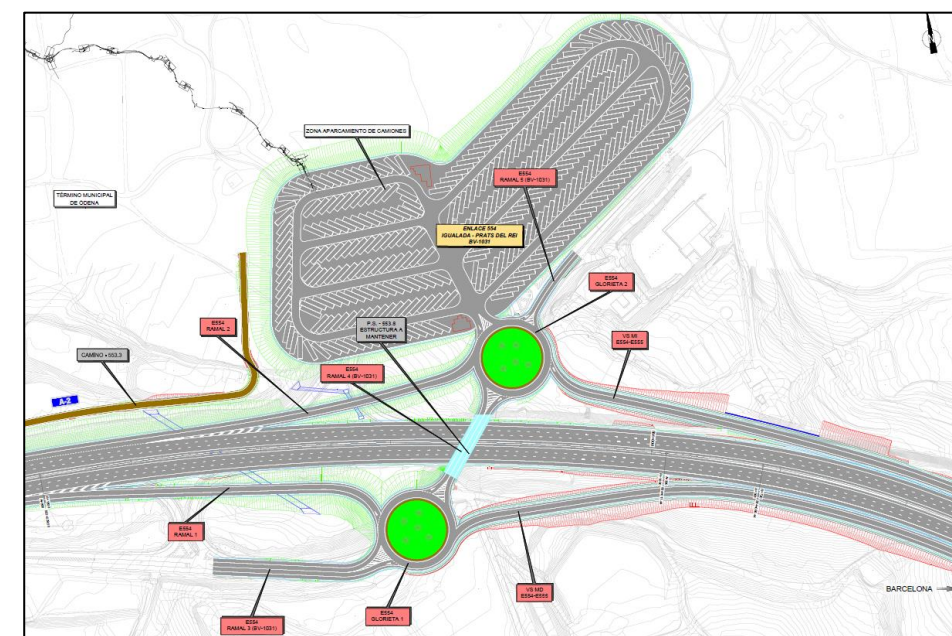 ZONA APARCAMIENTO DE CAMIONES
TÉRMINO MUNICIPAL
DE ODENA
E554
RAMAL 5 (BV-1031)
ENLACE 554
IGUALADA - PRATS DEL REI
BV-1031
E554
GLORIETA 2
E554
RAMAL 2
P.S. - 553.8
ESTRUCTURA A
MANTENER
VS MI
E554-E555
CAMINO - 553.3
E554
RAMAL 4 (BV-1031)
A-2
E554
RAMAL 1
VS MD
E554-E555
BARCELONA
E554
RAMAL 3 (BV-1031)
E554
GLORIETA 1